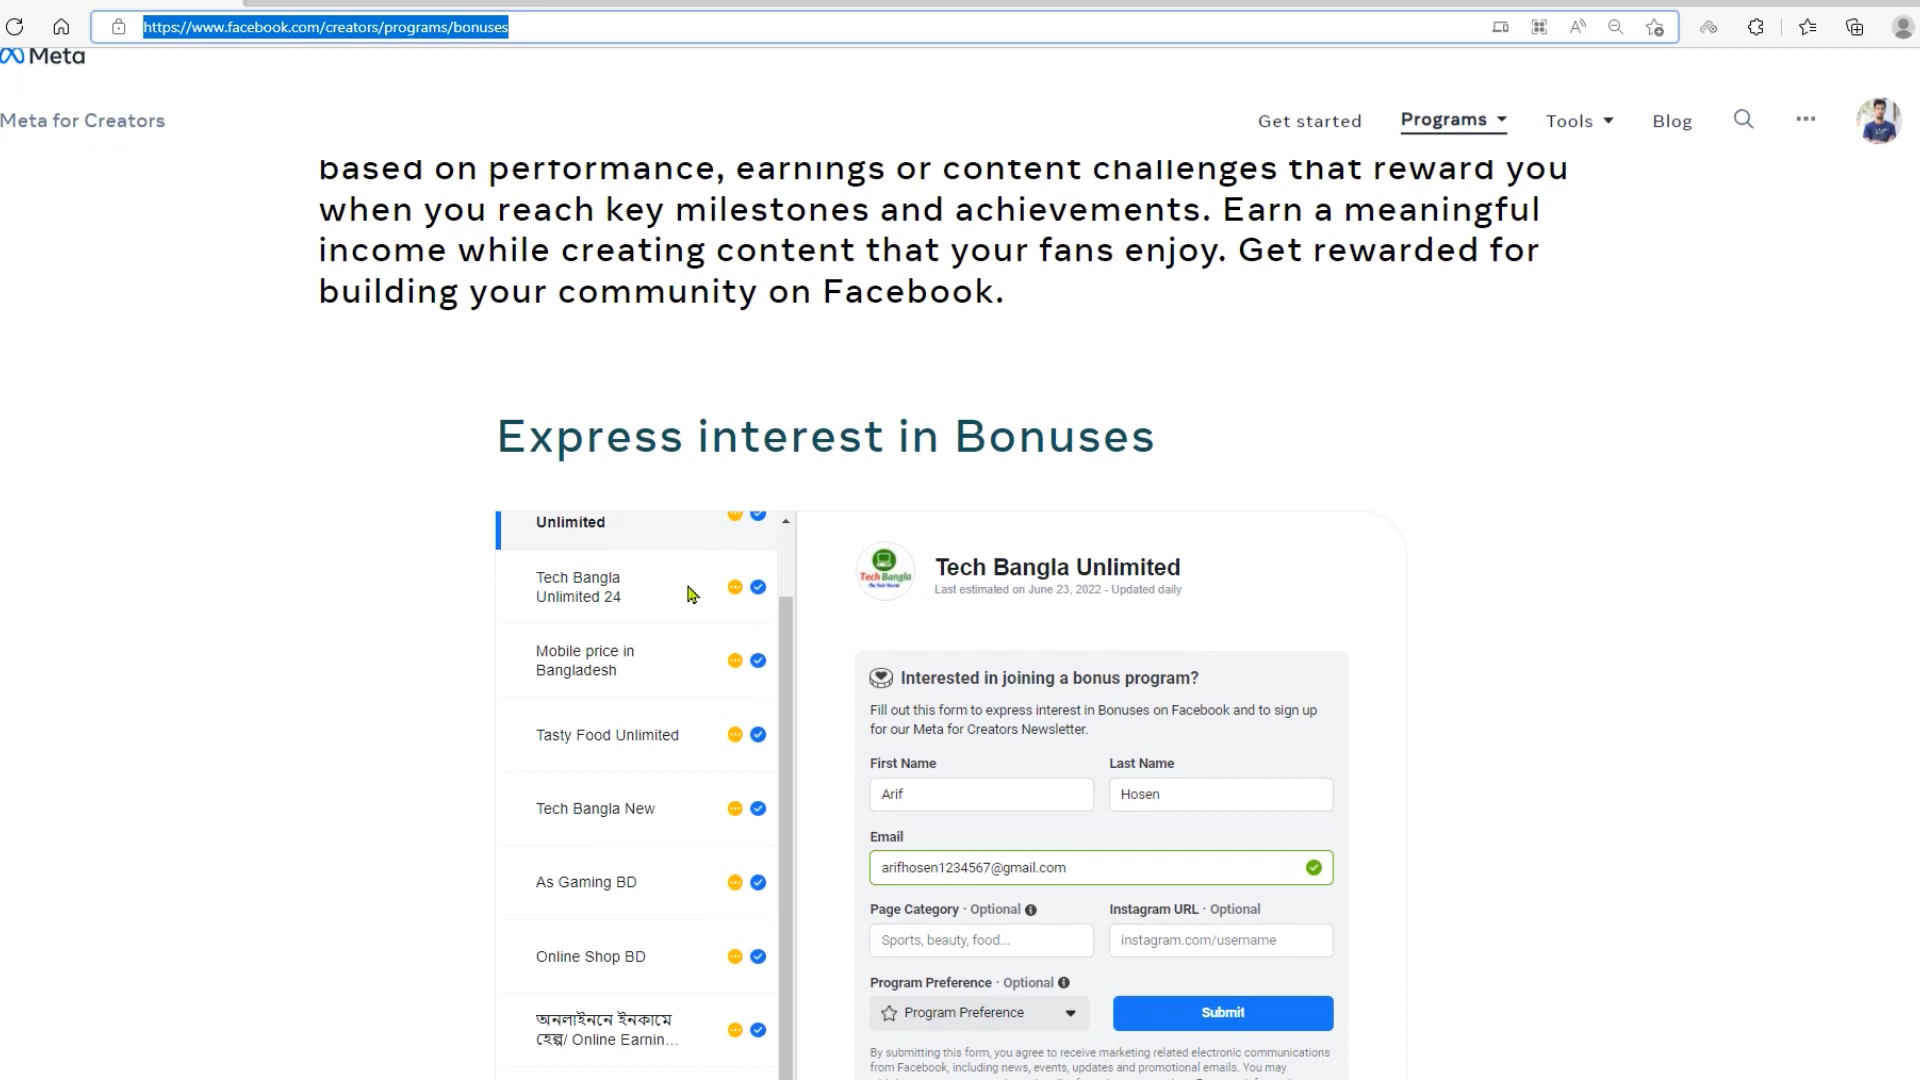 https://www.facebook.com/creators/programs/bonuses
Meta
Meta for Creators
Get started
Programs
Tools
Blog
based on performance, earnings or content challenges that reward you
when you reach key milestones and achievements. Earn a meaningful
income while creating content that your fans enjoy. Get rewarded for
building your community on Facebook.
Express interest in Bonuses
Unlimited
Tech Bangla
Unlimited 24
Mobile price in
Bangladesh
Tasty Food Unlimited
Tech Bangla New
As Gaming BD
Online Shop BD
অনলাইননে ইনকামে
হেল্প/ Online Earnin...
Tech Bangla
Tech Bangla Unlimited
Last estimated on June 23, 2022 - Updated daily
Interested in joining a bonus program?
Fill out this form to express interest in Bonuses on Facebook and to sign up
for our Meta for Creators Newsletter.
First Name
Last Name
Arif
Hosen
Email
arifhosen1234567@gmail.com
Page Category · Optional
Instagram URL · Optional
Sports, beauty, food...
instagram.com/username
Program Preference · Optional
Program Preference
Submit
By submitting this form, you agree to receive marketing related electronic communications
from Facebook, including news, events, updates and promotional emails. You may